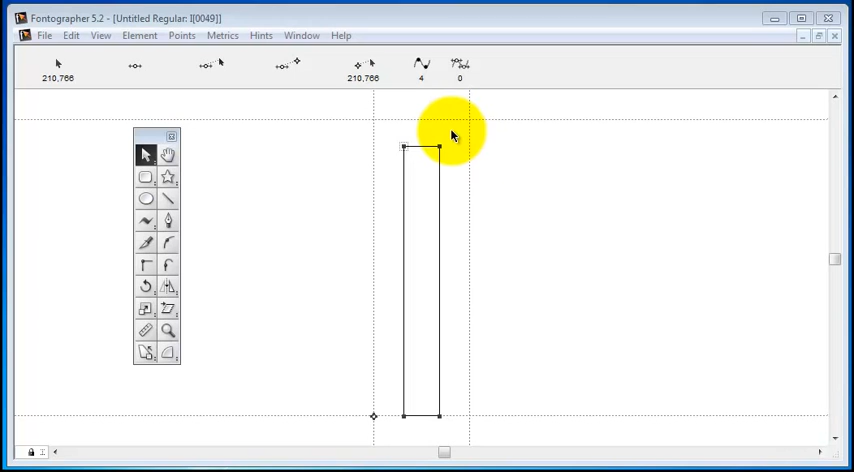 Fontographer 5.2 - [Untitled Regular: I[0049]]
File Edit View Element Points Metrics Hints Window Help
210,766 210,766 4 0